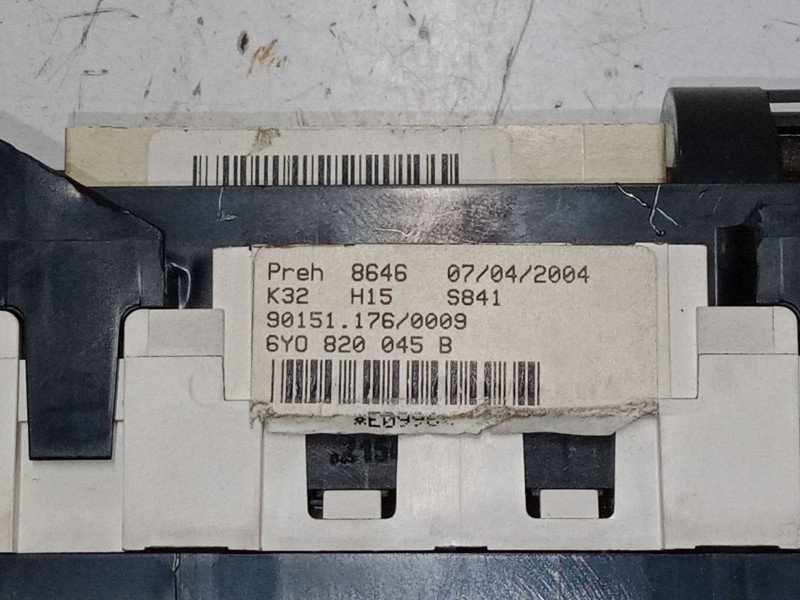 Preh 8646 07/04/2004
K32 H15 S841
90151.176/0009
6Y0 820 045 B